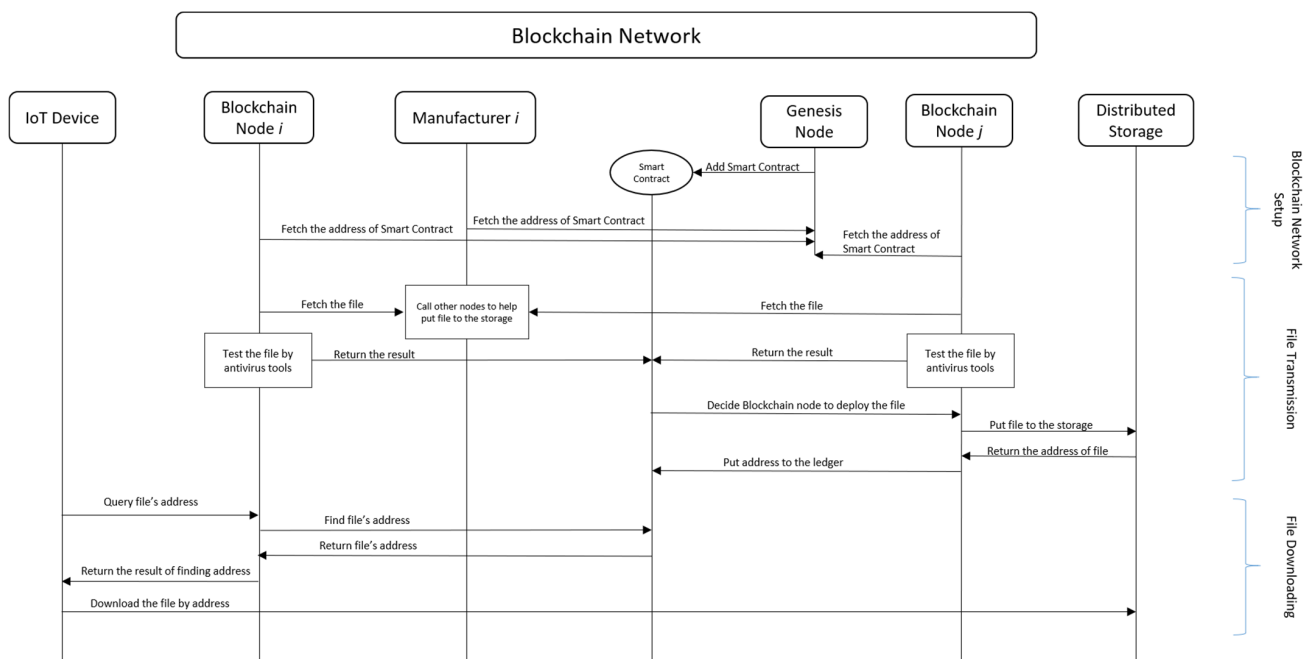 Blockchain Network
IoT Device
Blockchain
Node i
Manufacturer i
Genesis
Node
Blockchain
Node j
Distributed
Storage
Smart
Contract
Add Smart Contract
Blockchain Network
Setup
Fetch the address of Smart Contract
Fetch the address of Smart Contract
Fetch the address of
Smart Contract
Fetch the file
Call other nodes to help
put file to the storage
Fetch the file
File Transmission
Test the file by
antivirus tools
Return the result
Return the result
Test the file by
antivirus tools
Decide Blockchain node to deploy the file
Put file to the storage
Return the address of file
Put address to the ledger
Query file's address
Find file's address
Return file's address
File Downloading
Return the result of finding address
Download the file by address